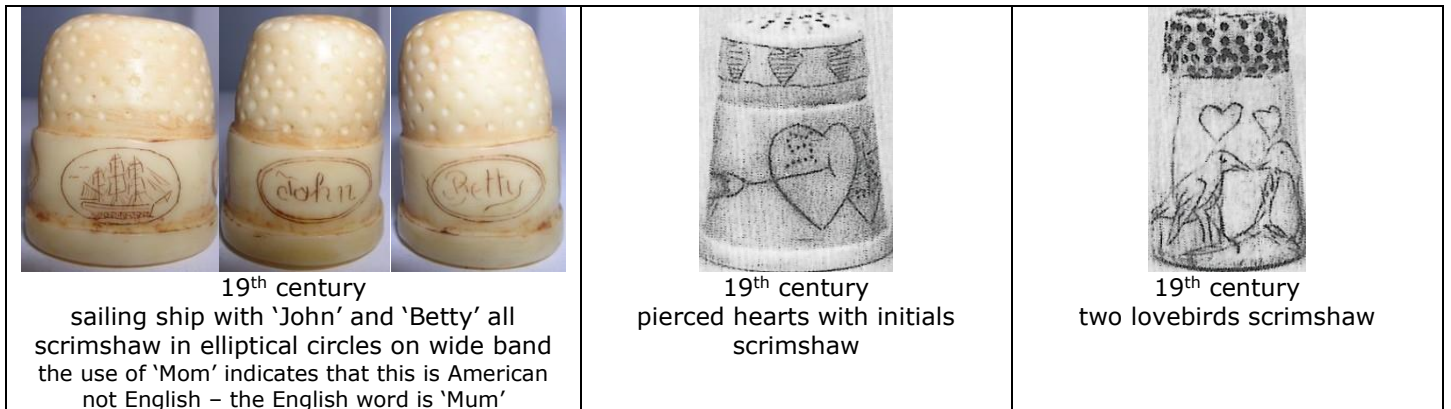 John
Betty
19th century
sailing ship with ‘John’ and ‘Betty’ all
scrimshaw in elliptical circles on wide band
the use of ‘Mom’ indicates that this is American
not English – the English word is ‘Mum’
19th century
pierced hearts with initials
scrimshaw
19th century
two lovebirds scrimshaw